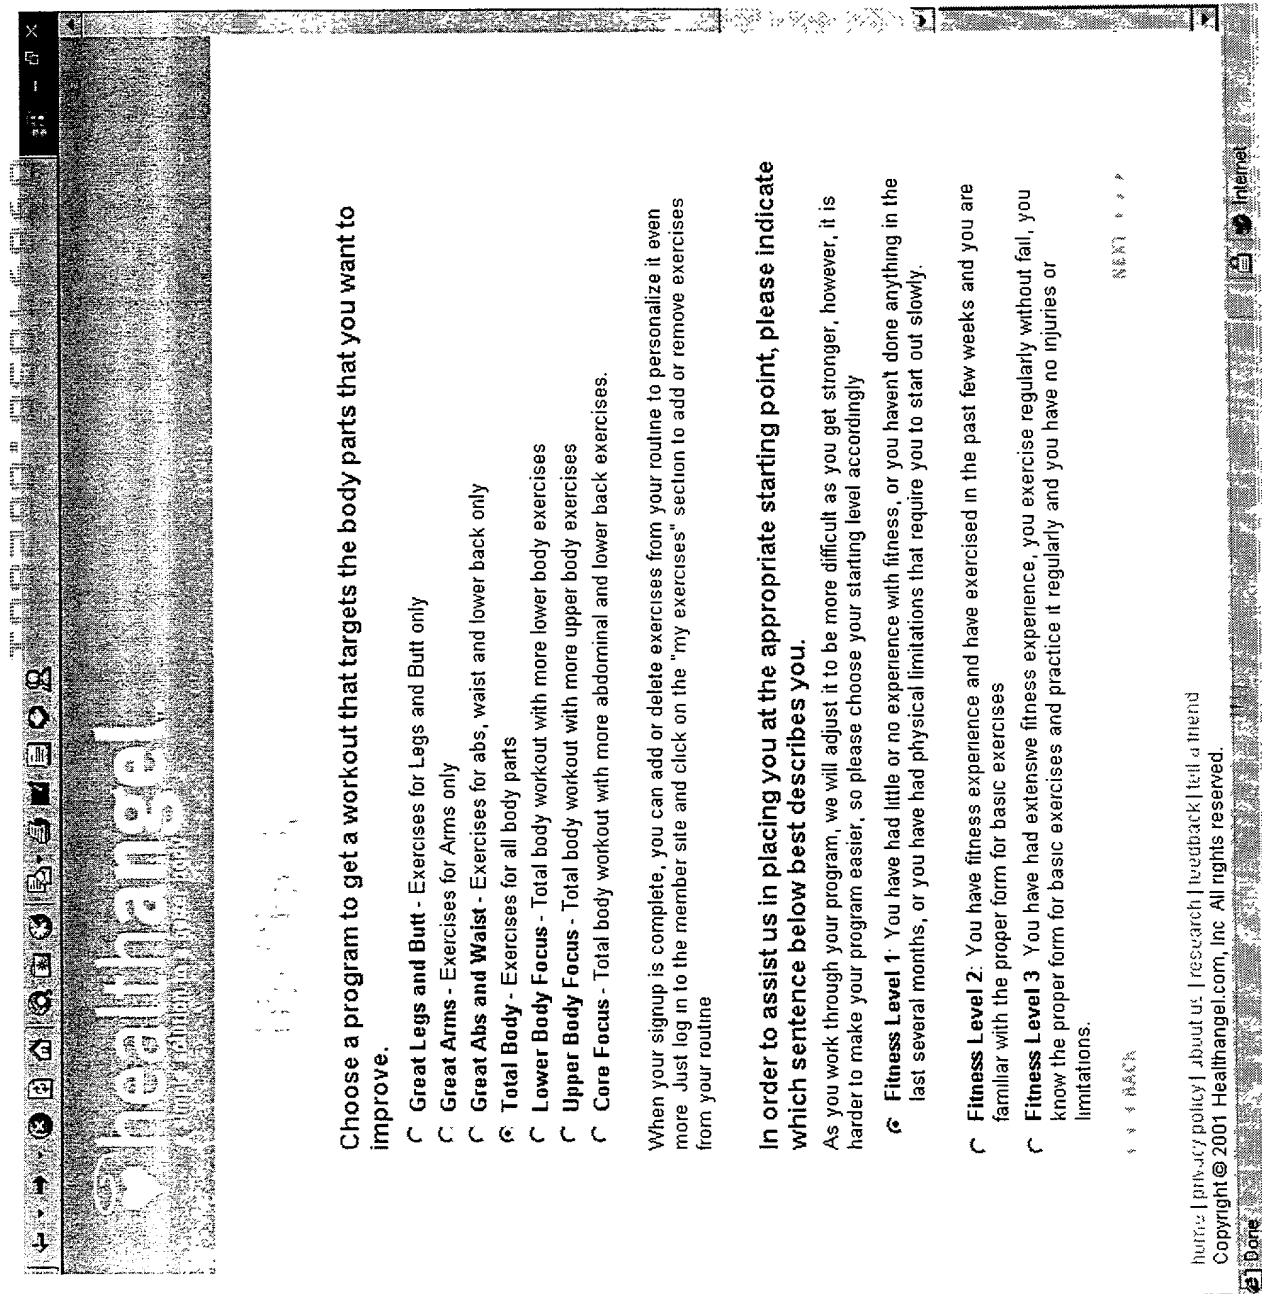 healthangel
Choose a program to get a workout that targets the body parts that you want to
improve.
Great Legs and Butt - Exercises for Legs and Butt only
Great Arms - Exercises for Arms only
Great Abs and Waist - Exercises for abs, waist and lower back only
Total Body - Exercises for all body parts
Lower Body Focus - Total body workout with more lower body exercises
Upper Body Focus - Total body workout with more upper body exercises
Core Focus - Total body workout with more abdominal and lower back exercises.
When your signup is complete, you can add or delete exercises from your routine to personalize it even
more Just log in to the member site and click on the "my exercises" section to add or remove exercises
from your routine
In order to assist us in placing you at the appropriate starting point, please indicate
which sentence below best describes you.
As you work through your program, we will adjust it to be more difficult as you get stronger, however, it is
harder to make your program easier, so please choose your starting level accordingly
Fitness Level 1· You have had little or no experience with fitness, or you haven't done anything in the
last several months, or you have had physical limitations that require you to start out slowly.
Fitness Level 2. You have fitness experience and have exercised in the past few weeks and you are
familiar with the proper form for basic exercises
Fitness Level 3 You have had extensive fitness experience, you exercise regularly without fail, you
know the proper form for basic exercises and practice it regularly and you have no injuries or
limitations.
BACK
NEXT
home | privacy policy | about us | research | feedback | tell a friend
Copyright © 2001 Healthangel.com, Inc All rights reserved.
Done
Internet